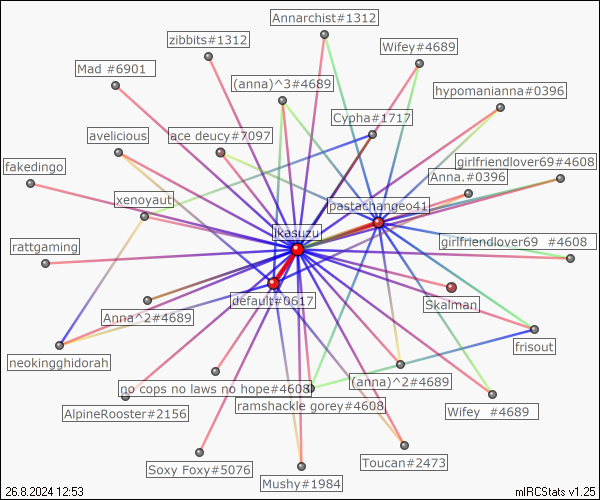 Annarchist#1312
zibbits#1312
Wifey#4689
Mad #6901
(anna)^3#4689
hypomanianna#0396
Cypha#1717
avelicious
ace deucy#7097
girlfriendlover69#4608
fakedingo
Anna.#0396
xenoyaut
pastachangeo41
ikasuzu
rattgaming
girlfriendlover69 #4608
default#0617
Skalman
Anna^2#4689
frisout
neokingghidorah
(anna)^2#4689
no cops no laws no hope#4608
ramshackle gorey#4608
AlpineRooster#2156
Wifey #4689
Toucan#2473
Soxy Foxy#5076
Mushy#1984
26.8.2024 12:53
mIRCStats v1.25